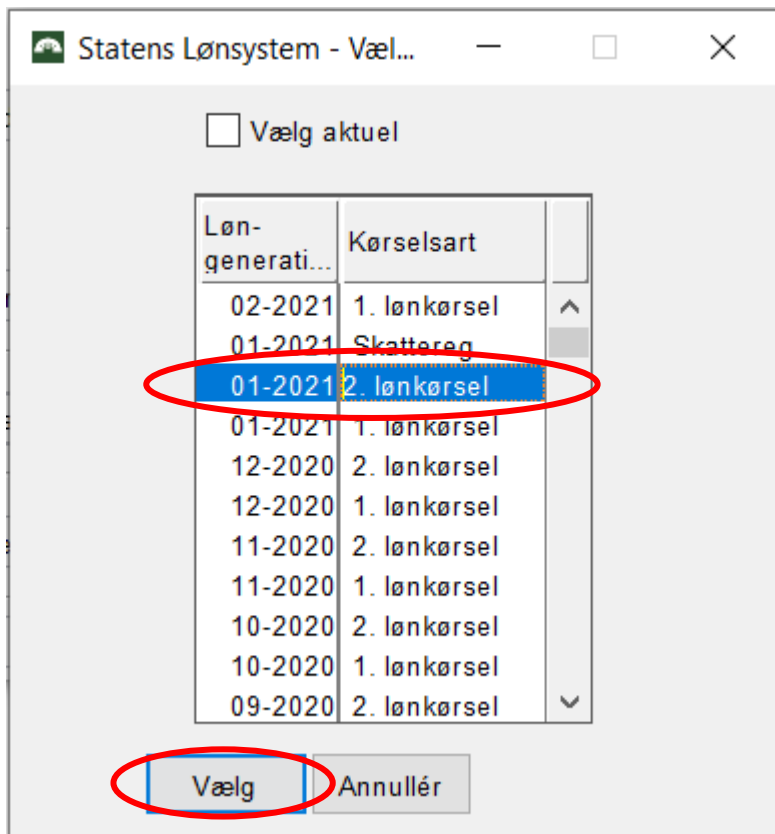 Statens Lønsystem - Væl...
Vælg aktuel
Løn-
generati... Kørselsart
02-2021 1. lønkørsel
01-2021 Skattereg
01-2021 2. lønkørsel
01-2021 1. lønkørsel
12-2020 2. lønkørsel
12-2020 1. lønkørsel
11-2020 2. lønkørsel
11-2020 1. lønkørsel
10-2020 2. lønkørsel
10-2020 1. lønkørsel
09-2020 2. lønkørsel
Vælg Annullér